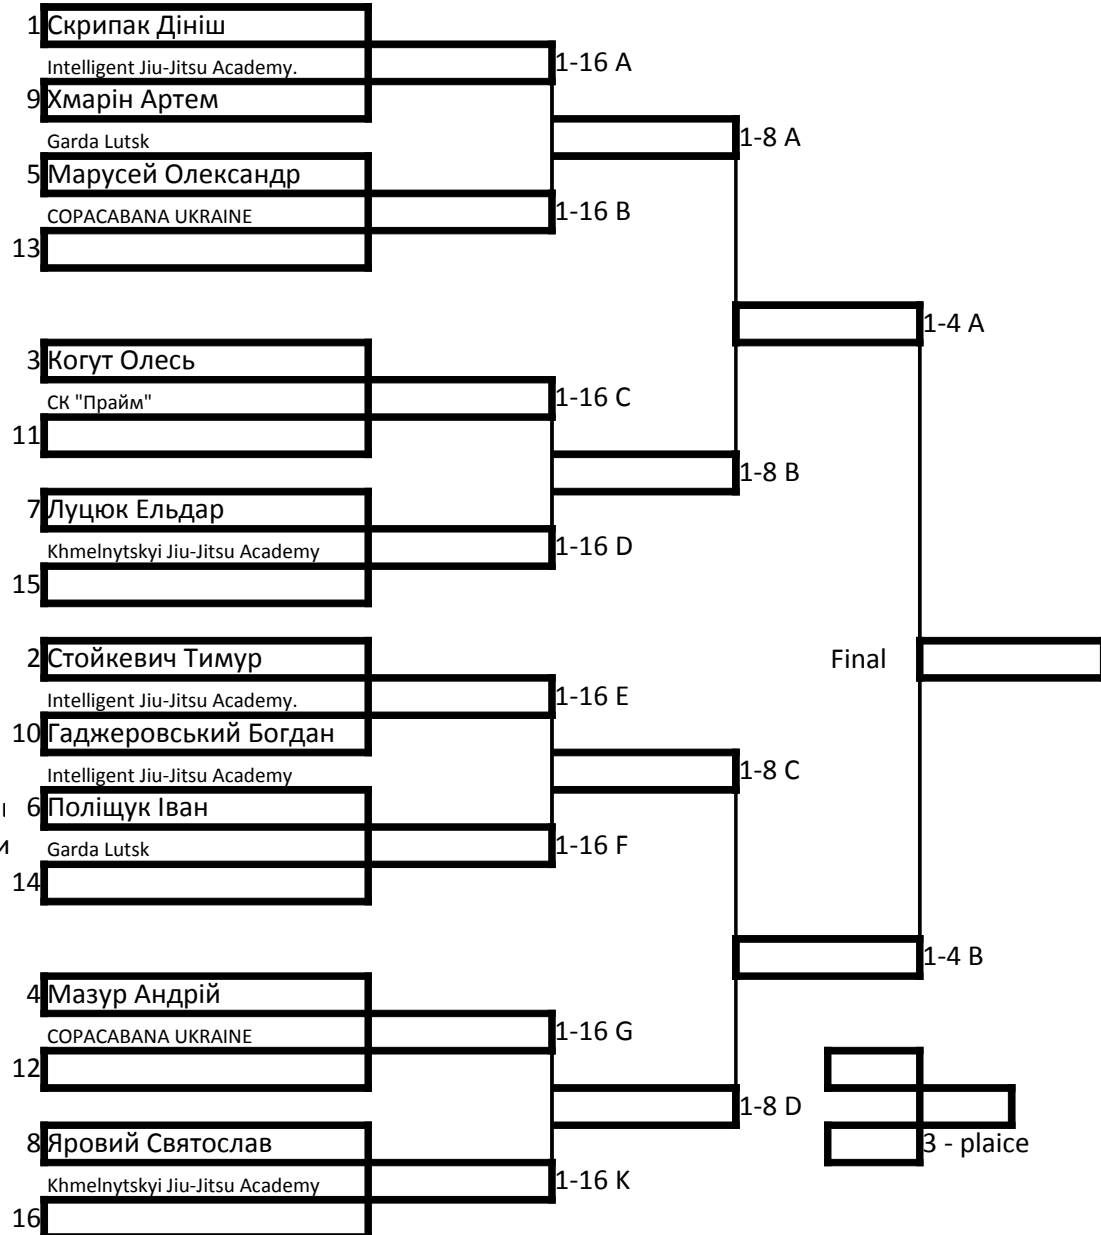 1 Скрипак Дініш
Intelligent Jiu-Jitsu Academy.
1-16 A
9 Хмарін Артем
Garda Lutsk
1-8 A
5 Марусей Олександр
COPACABANA UKRAINE
1-16 B
13
1-4 A
3 Когут Олесь
СК "Прайм"
1-16 C
11
1-8 B
7 Луцюк Ельдар
Khmelnytskyi Jiu-Jitsu Academy
1-16 D
15
2 Стойкевич Тимур
Final
Intelligent Jiu-Jitsu Academy.
1-16 E
10 Гаджеровський Богдан
Intelligent Jiu-Jitsu Academy
1-8 C
6 Поліщук Іван
Garda Lutsk
1-16 F
14
1-4 B
4 Мазур Андрій
COPACABANA UKRAINE
1-16 G
12
1-8 D
8 Яровий Святослав
3 - plaice
Khmelnytskyi Jiu-Jitsu Academy
1-16 K
16